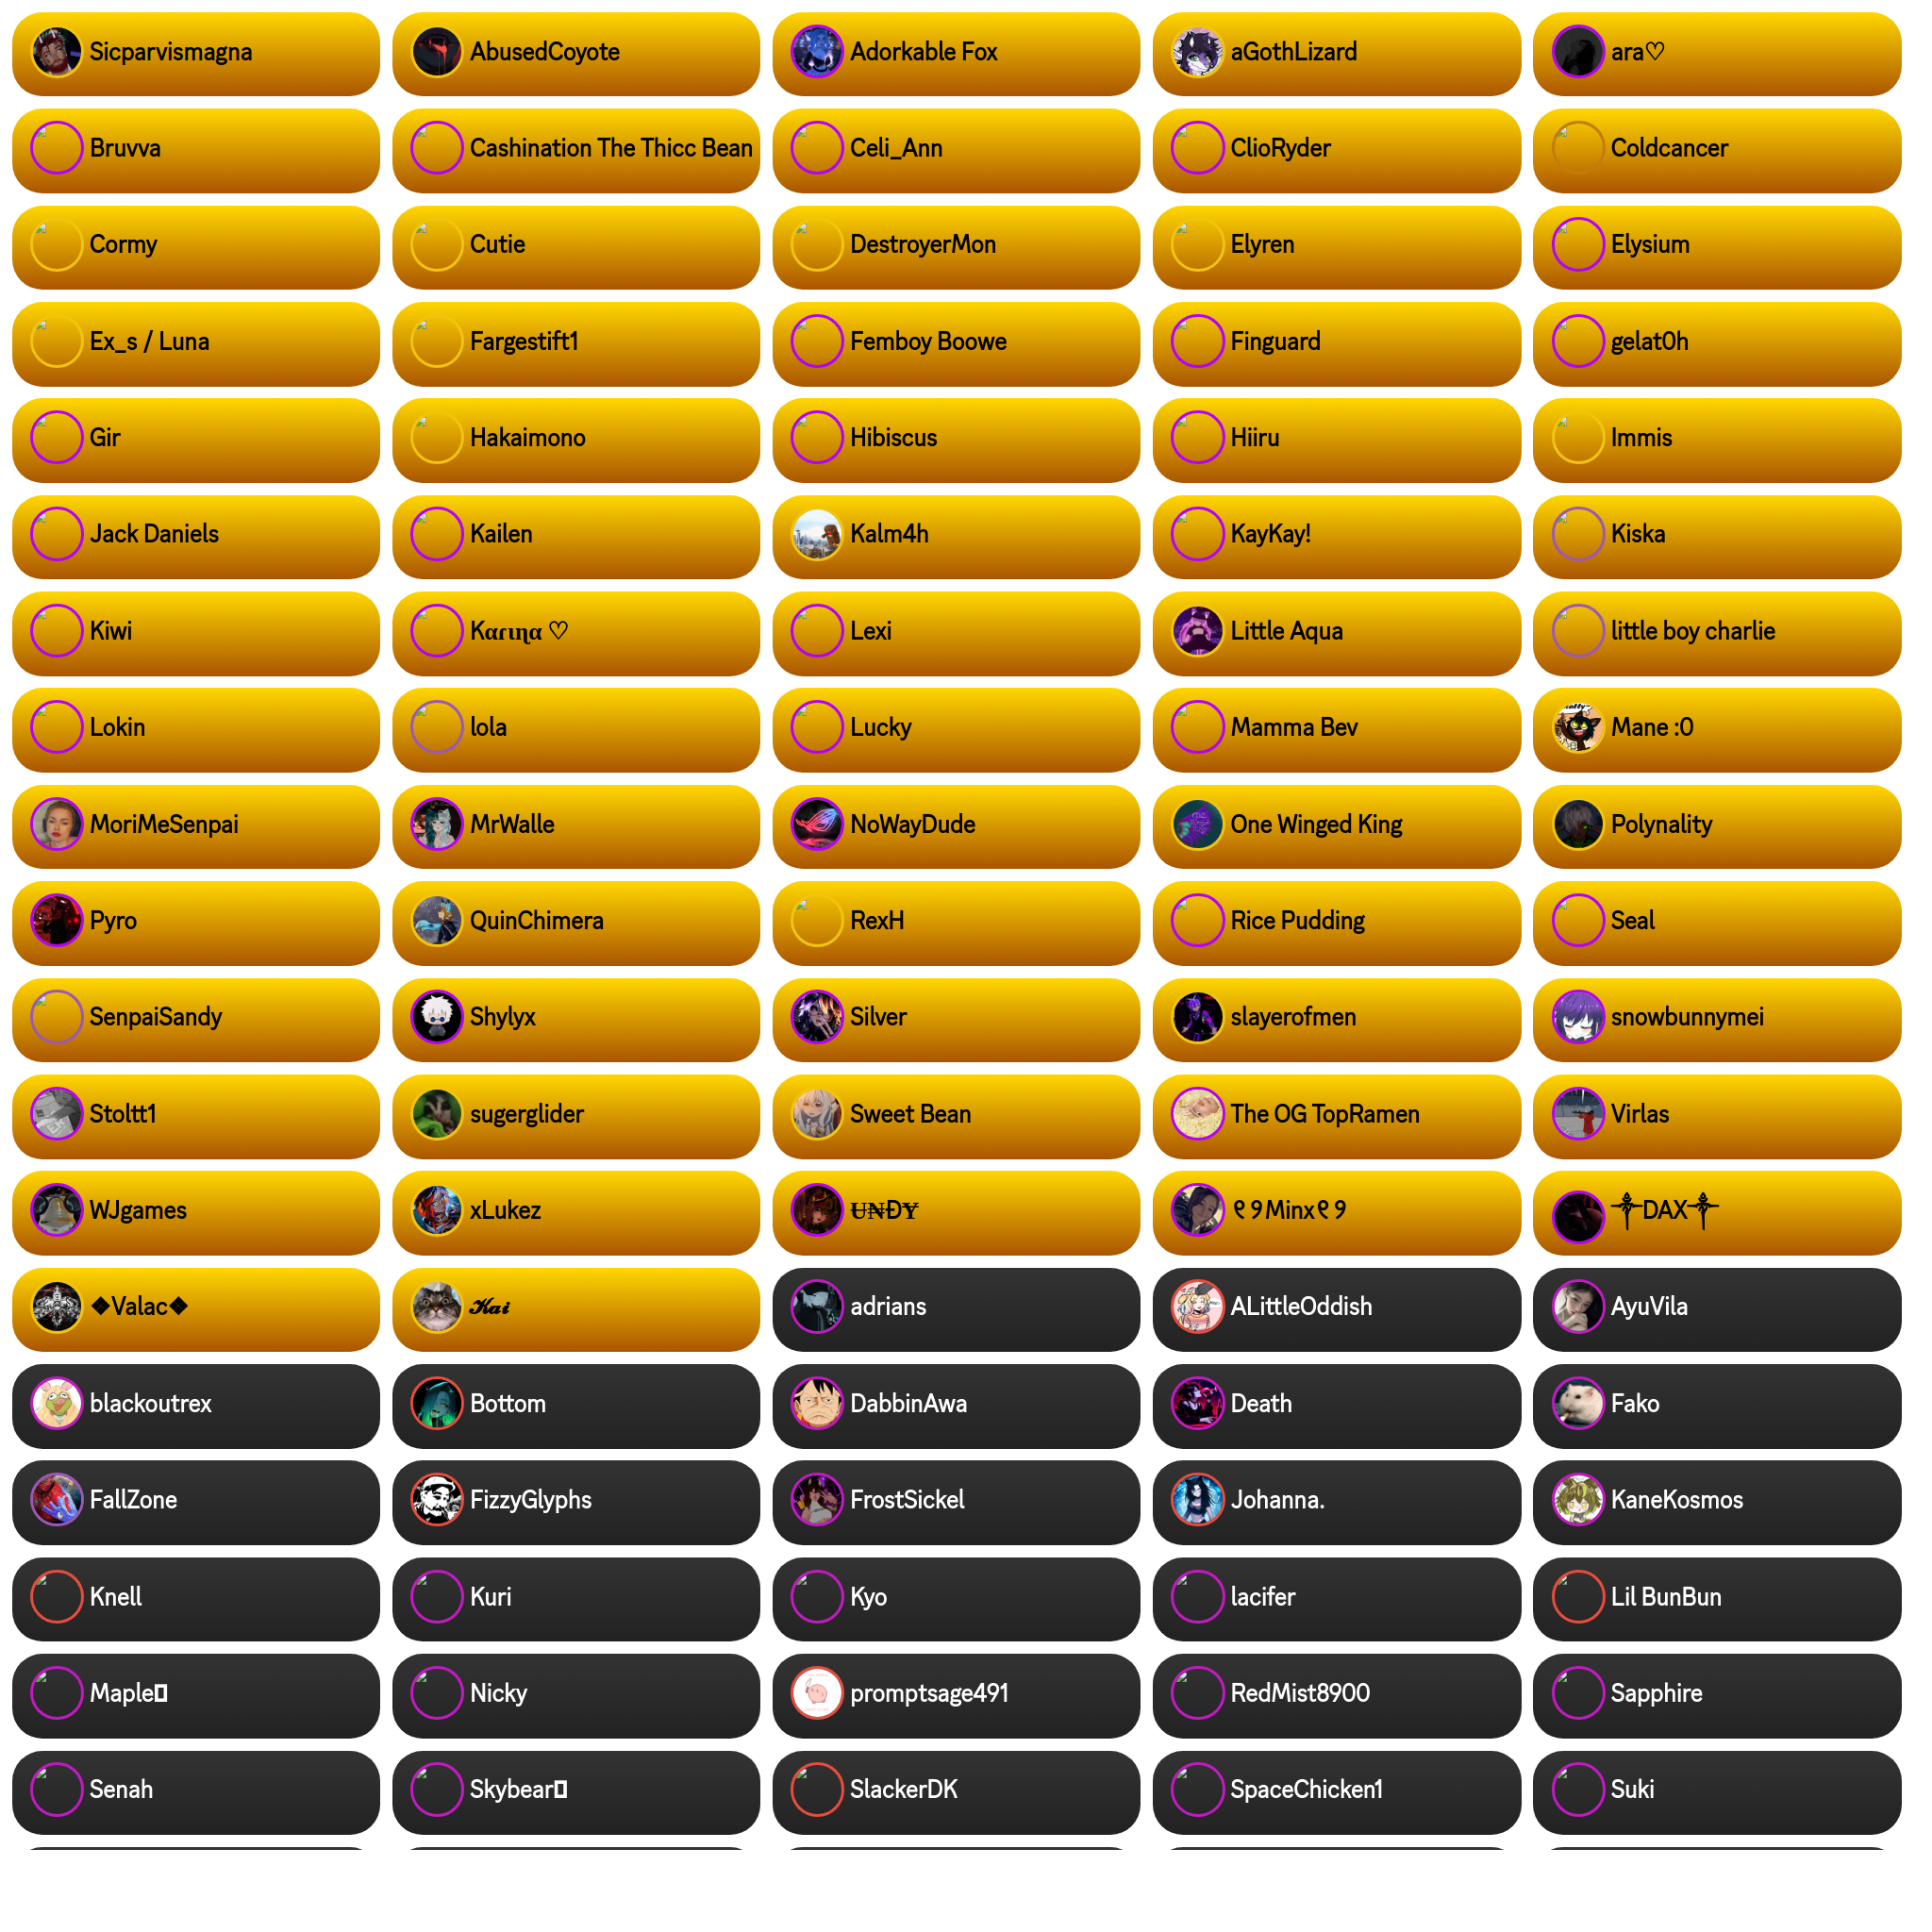 Sicparvismagna
AbusedCoyote
Adorkable Fox
aGothLizard
ara♡
Bruvva
Cashination The Thicc Bean
Celi_Ann
ClioRyder
Coldcancer
Cormy
Cutie
DestroyerMon
Elyren
Elysium
Ex_s / Luna
Fargestift1
Femboy Boowe
Finguard
gelat0h
Gir
Hakaimono
Hibiscus
Hiiru
Immis
Jack Daniels
Kailen
Kalm4h
KayKay!
Kiska
Kiwi
Kαɾιɳα ♡
Lexi
Little Aqua
little boy charlie
Lokin
lola
Lucky
Mamma Bev
Mane :0
MoriMeSenpai
MrWalle
NoWayDude
One Winged King
Polynality
Pyro
QuinChimera
RexH
Rice Pudding
Seal
SenpaiSandy
Shylyx
Silver
slayerofmen
snowbunnymei
Stoltt1
sugerglider
Sweet Bean
The OG TopRamen
Virlas
WJgames
xLukez
Ʉ₦ĐɎ
୧୨Minx୧୨
⸸DAX⸸
❖Valac❖
𝓚𝓪𝓲
adrians
ALittleOddish
AyuVila
blackoutrex
Bottom
DabbinAwa
Death
Fako
FallZone
FizzyGlyphs
FrostSickel
Johanna.
KaneKosmos
Knell
Kuri
Kyo
lacifer
Lil BunBun
Maple
Nicky
promptsage491
RedMist8900
Sapphire
Senah
Skybear
SlackerDK
SpaceChicken1
Suki